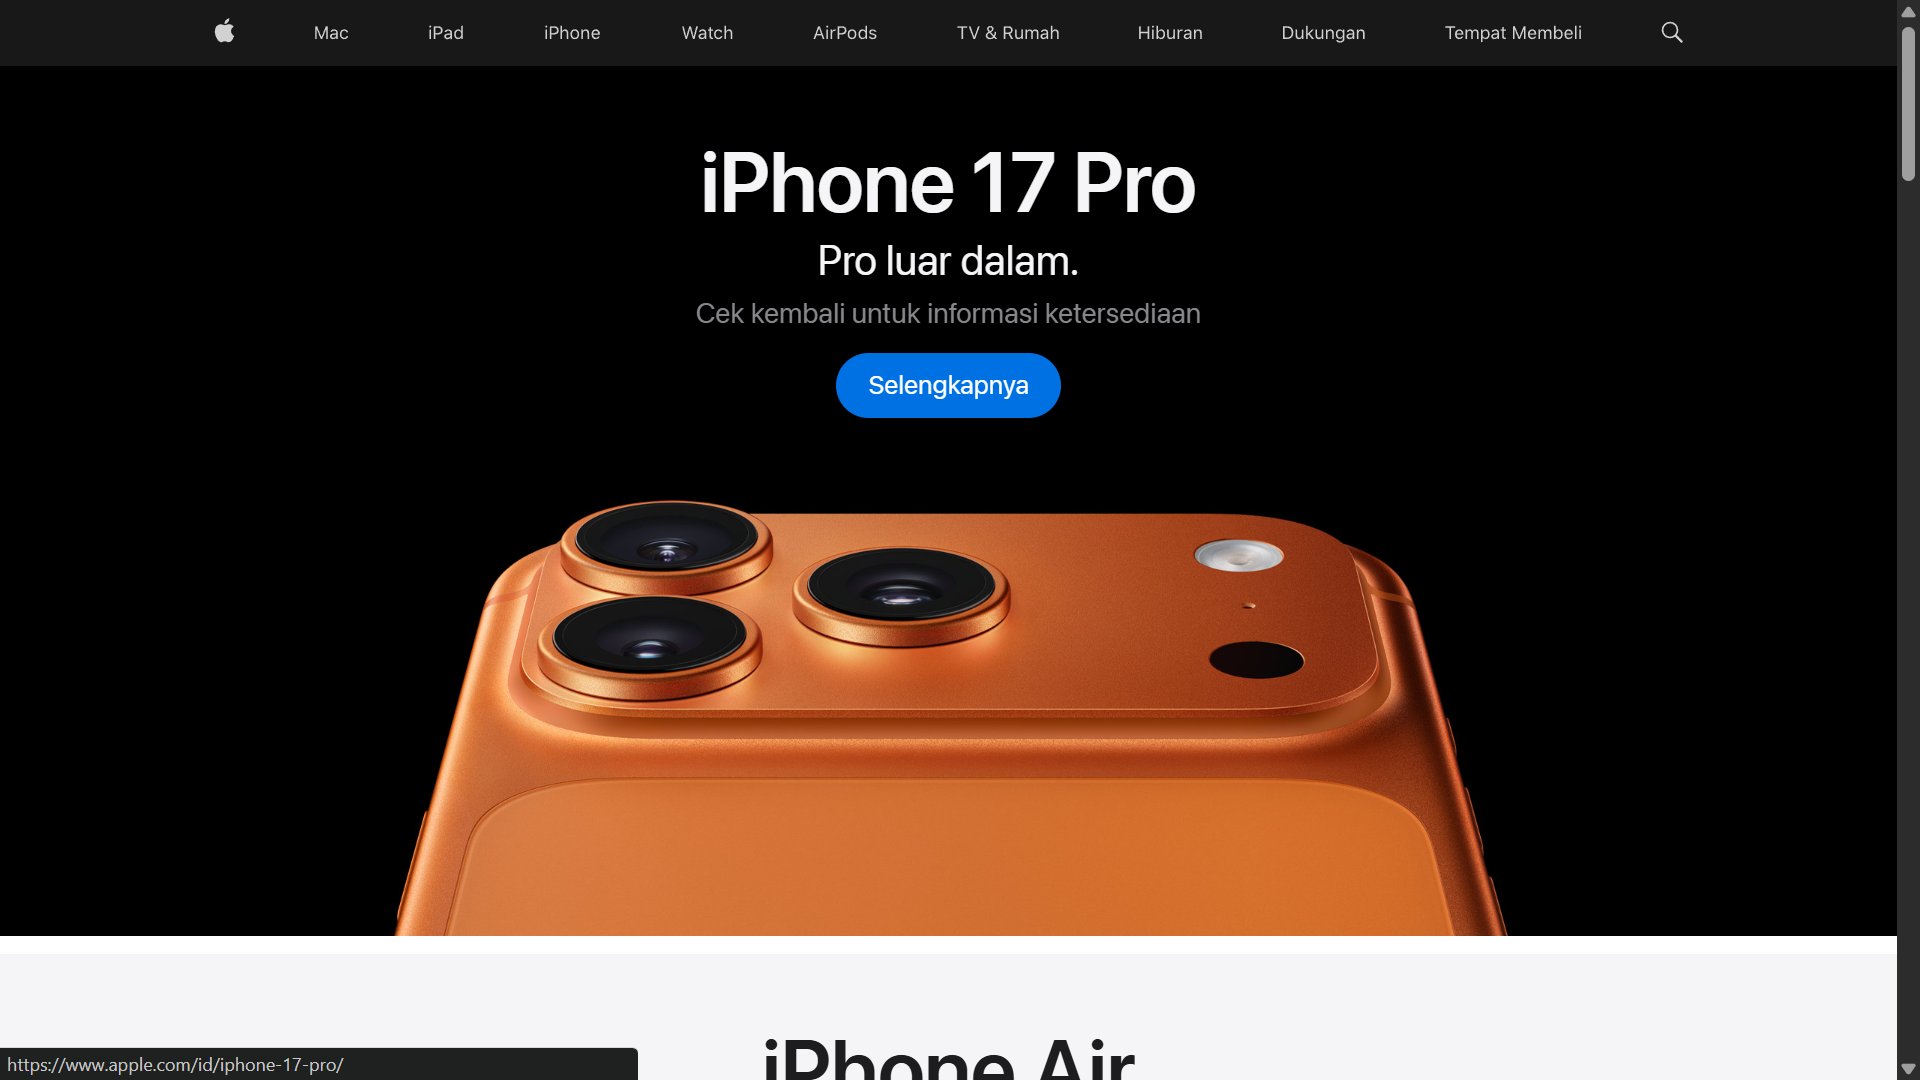 Mac iPad iPhone Watch AirPods TV & Rumah Hiburan Dukungan Tempat Membeli
iPhone 17 Pro
Pro luar dalam.
Cek kembali untuk informasi ketersediaan
Selengkapnya
iPhone Air
https://www.apple.com/id/iphone-17-pro/